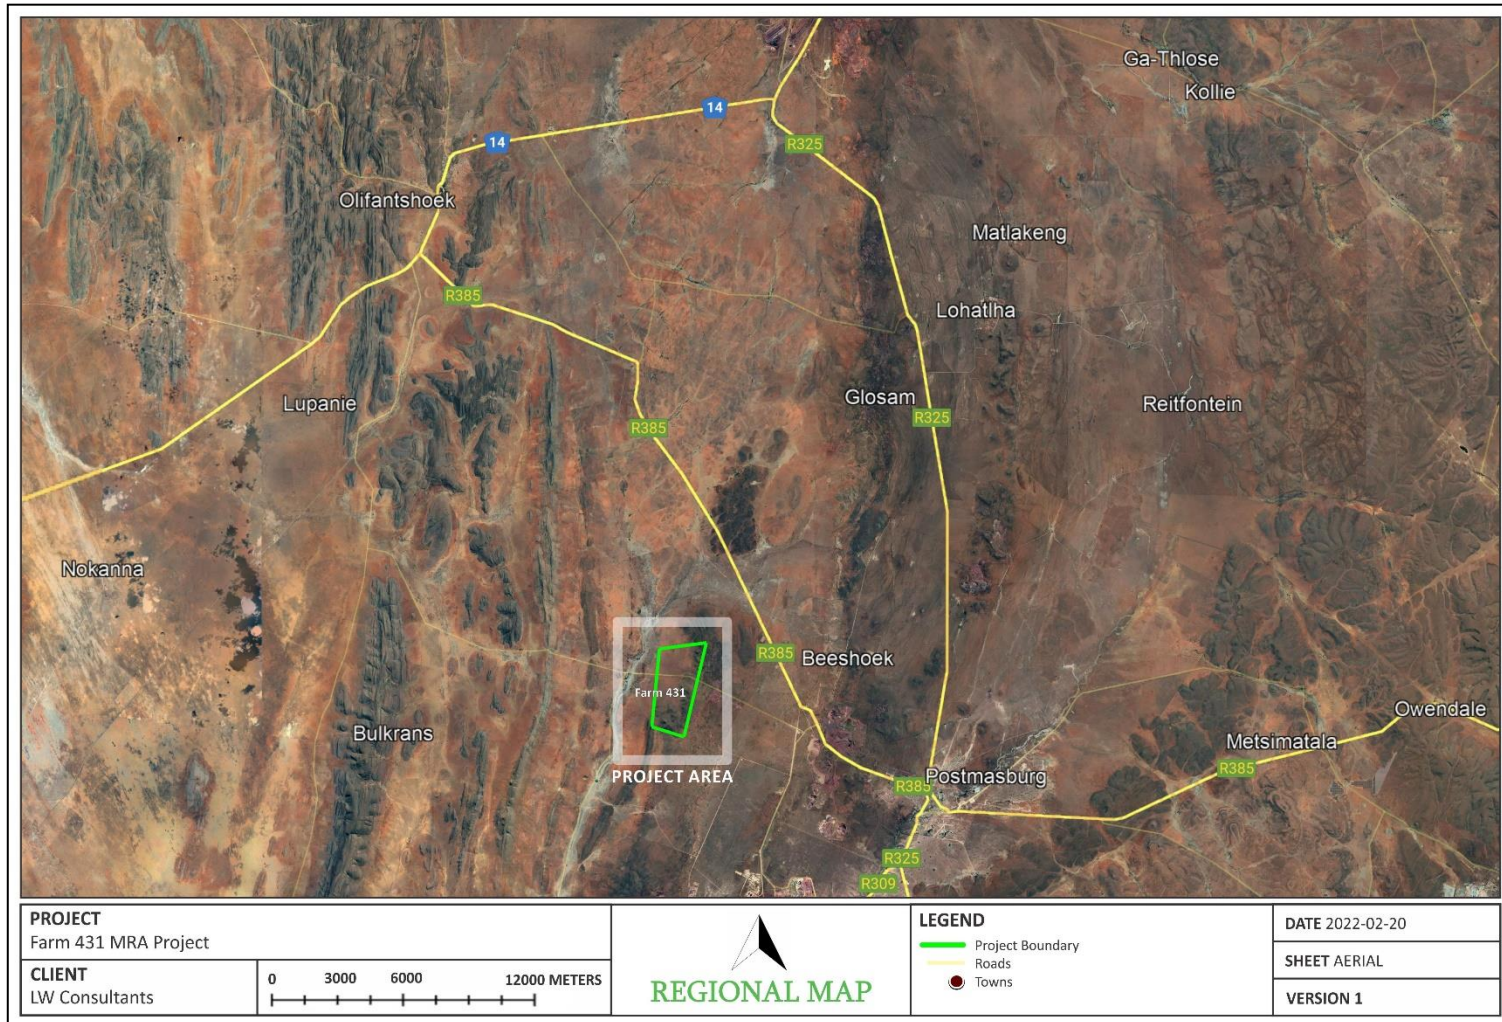 Ga-Thlose
Kollie
14
14
R325
Olifantshoek
Matlakeng
R385
Lohatlha
Lupanie
Glosam
Reitfontein
R325
R385
Nokanna
R385
Beeshoek
Farm 431
Owendale
Bulkrans
Metsimatala
PROJECT AREA
Postmasburg
R385
R385
R325
R309
PROJECT
Farm 431 MRA Project
CLIENT
LW Consultants
0 3000 6000 12000 METERS
REGIONAL MAP
LEGEND
Project Boundary
Roads
Towns
DATE 2022-02-20
SHEET AERIAL
VERSION 1